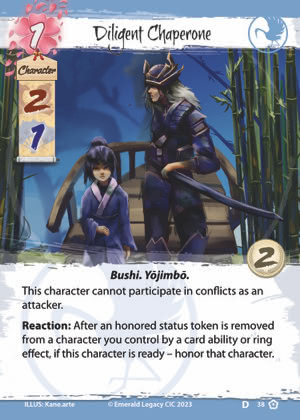 1
Diligent Chaperone
Character
2
1
2
Bushi. Yōjimbō.
This character cannot participate in conflicts as an
attacker.
Reaction: After an honored status token is removed
from a character you control by a card ability or ring
effect, if this character is ready – honor that character.
ILLUS: Kane.arte
© Emerald Legacy CIC 2023
D
38